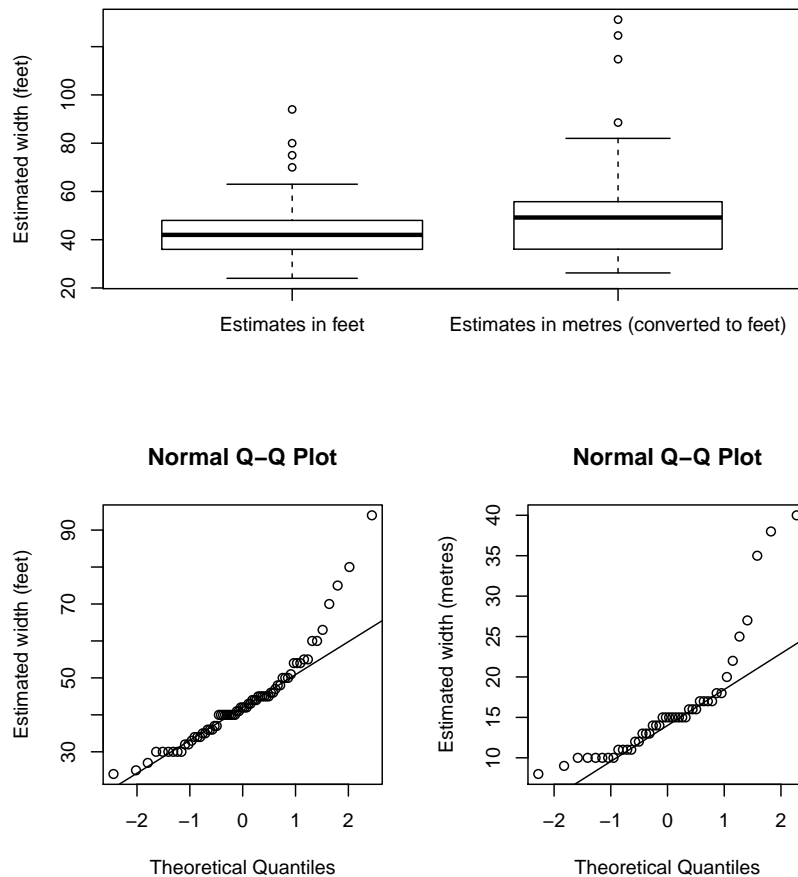 Estimated width (feet)
20
40
60
80
100
Estimates in feet
Estimates in metres (converted to feet)
Normal Q−Q Plot
Estimated width (feet)
30
50
70
90
−2
−1
0
1
2
Theoretical Quantiles
Normal Q−Q Plot
Estimated width (metres)
10
15
20
25
30
35
40
−2
−1
0
1
2
Theoretical Quantiles